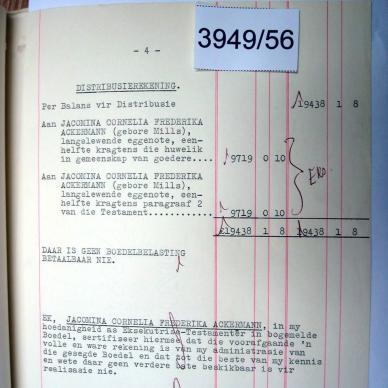 3949/56
- 4 -
DISTRIBUSIEREKENING.
Per Balans vir Distribusie 19438 1 8
Aan JACOMINA CORNELIA FREDERIKA
ACKERMANN (gebore Mills),
langslewende eggenote, een-
helfte kragtens die huwelik
in gemeenskap van goedere.... 9719 0 10
Aan JACOMINA CORNELIA FREDERIKA
ACKERMANN (gebore Mills),
langslewende eggenote, een-
helfte kragtens paragraaf 2
van die Testament........... 9719 0 10
£19438 1 8 19438 1 8
DAAR IS GEEN BOEDELBELASTING
BETAALBAAR NIE.
EK, JACOMINA CORNELIA FREDERIKA ACKERMANN, in my
hoedanigheid as Eksekutrise-Testamentêr in bogemelde
Boedel, sertifiseer hiermee dat die voorafgaande 'n
volle en ware rekening is van my administrasie van
die gesegde Boedel en dat tot die beste van my kennis
en wete daar geen verdere bate beskikbaar is vir
realisasie nie.